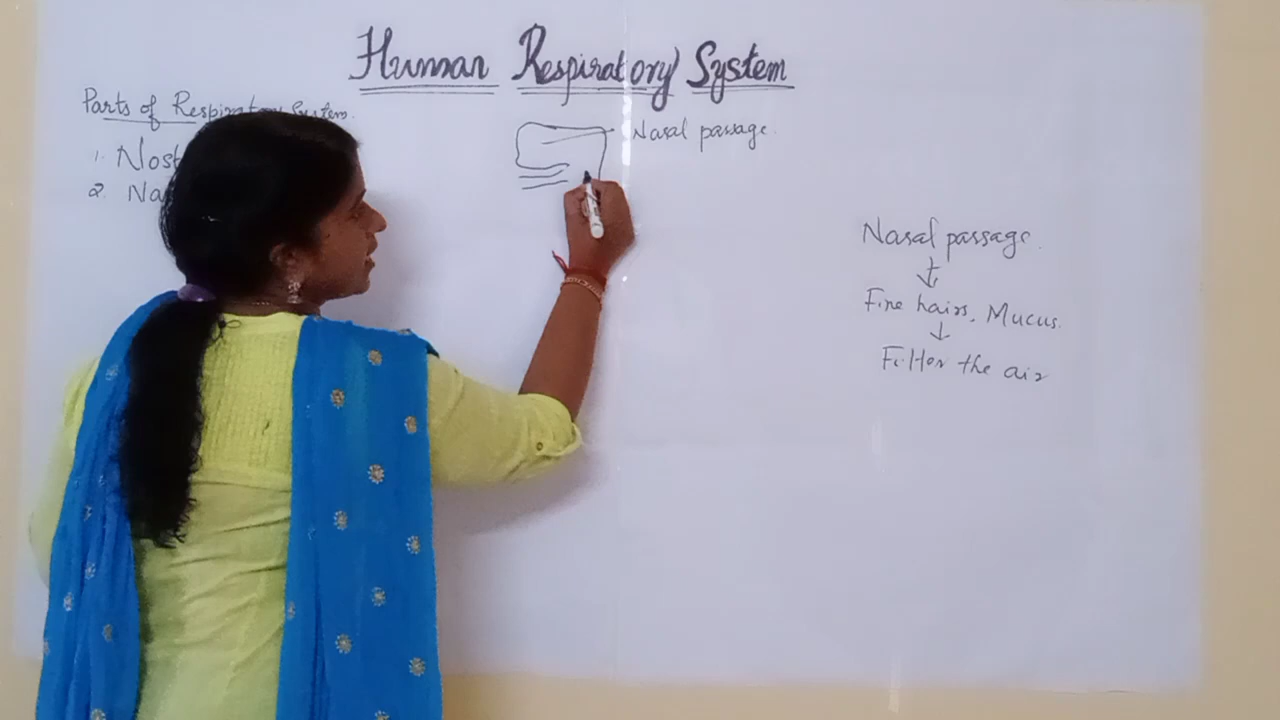 Human Respiratory System
Parts of Respiratory System.
1. Nost
2. Na
Nasal passage.
Nasal passage.
Fine hairs, Mucus.
Filter the air